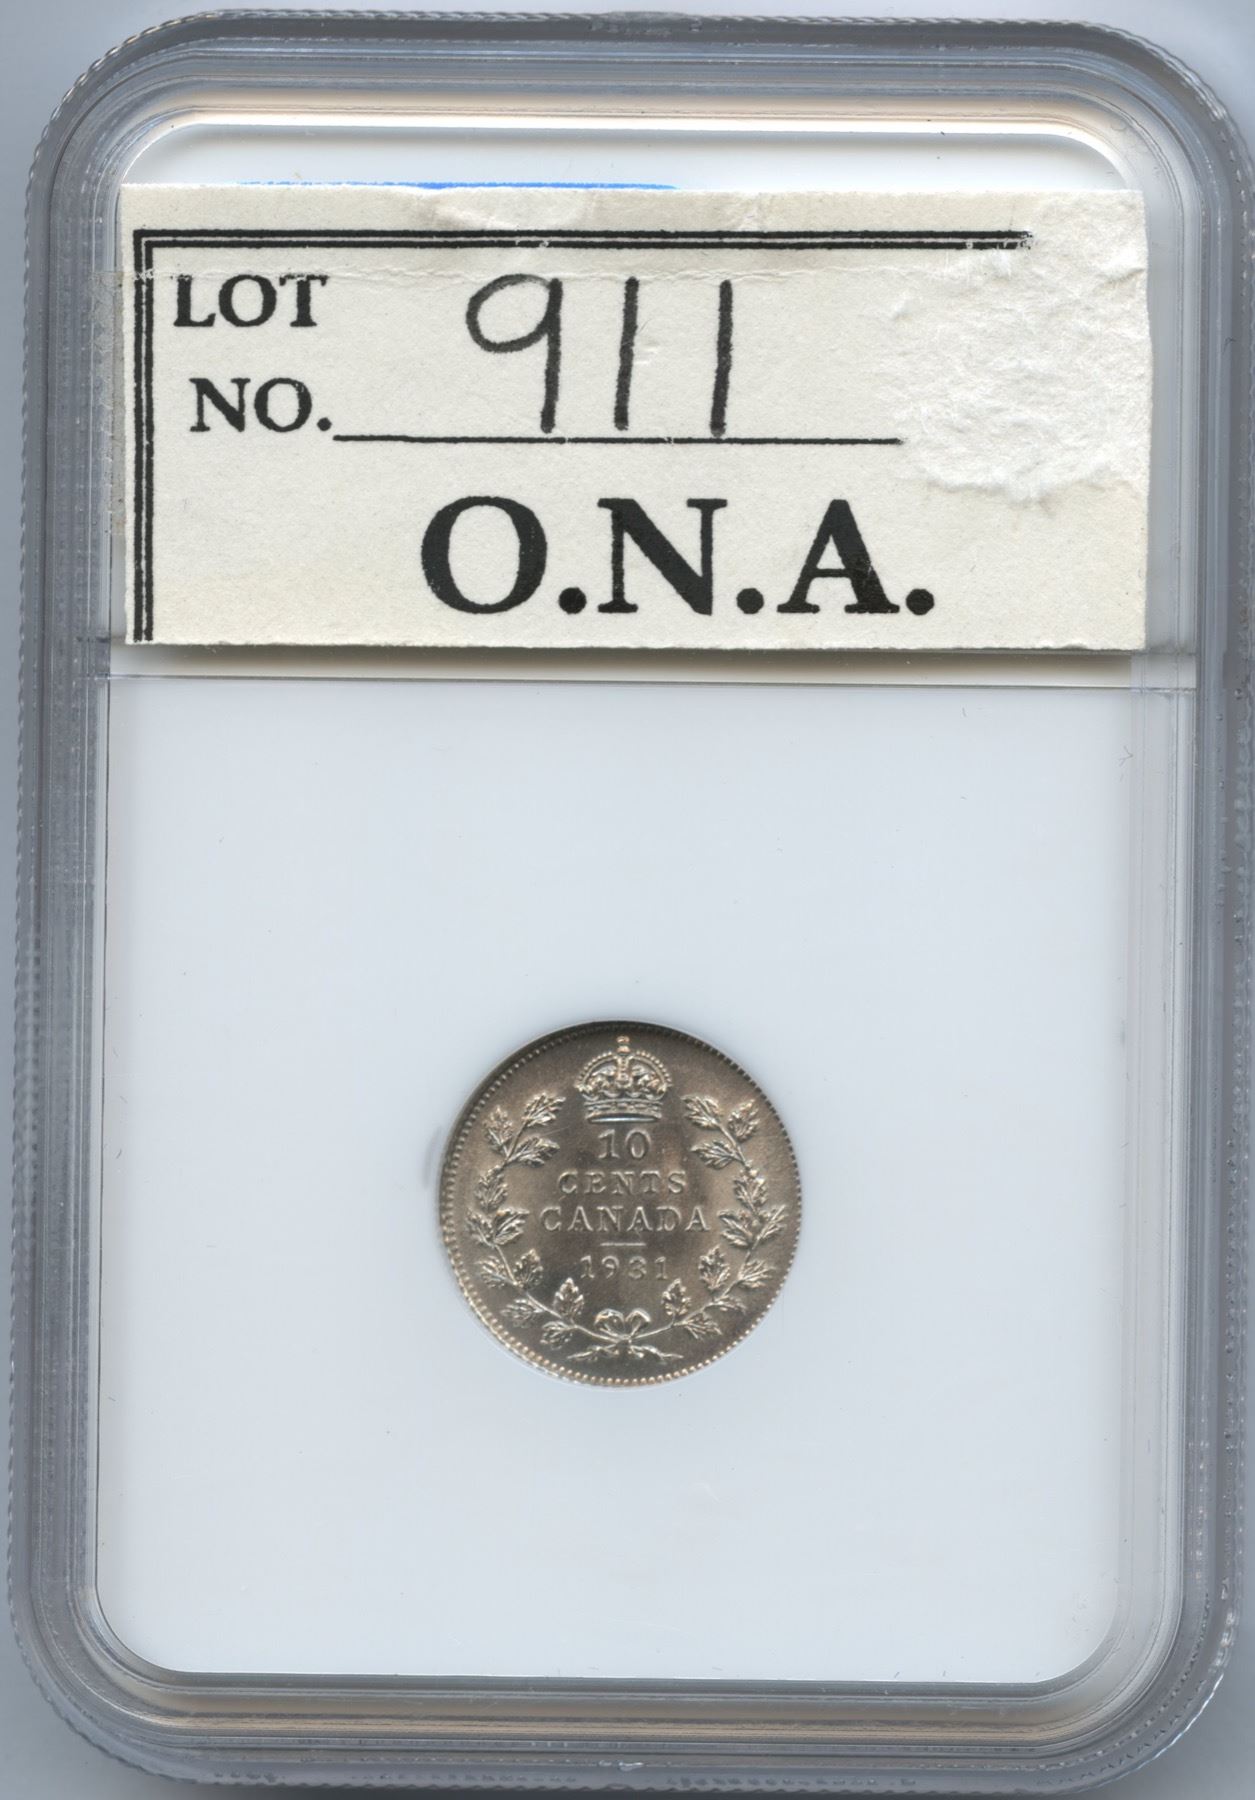 LOT 911
NO.
O.N.A.
10
CENTS
CANADA
1931